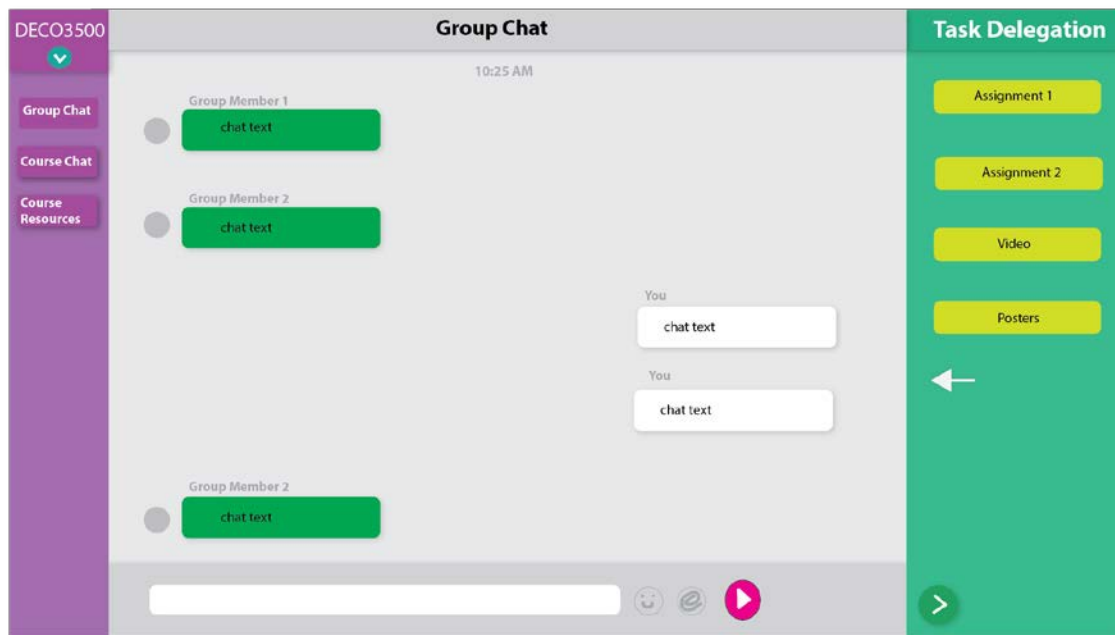 DECO3500
Group Chat
Course Chat
Course
Resources
Group Chat
10:25 AM
Group Member 1
chat text
Group Member 2
chat text
You
chat text
You
chat text
Group Member 2
chat text
Task Delegation
Assignment 1
Assignment 2
Video
Posters